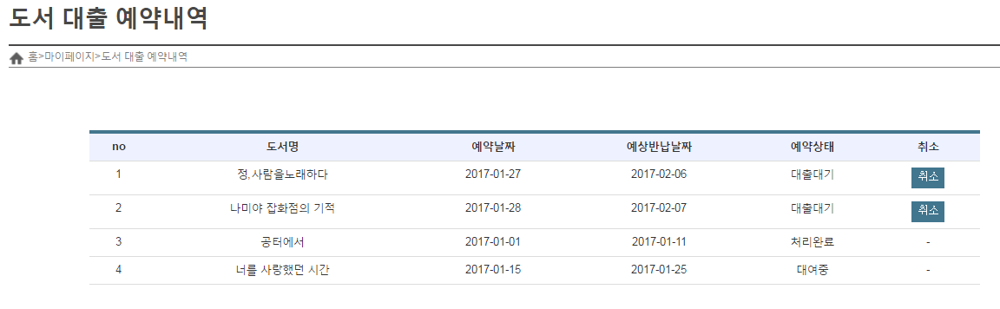 도서 대출 예약내역
홈>마이페이지>도서 대출 예약내역
no 도서명 예약날짜 예상반납날짜 예약상태 취소
1 정,사람을노래하다 2017-01-27 2017-02-06 대출대기 취소
2 나미야 잡화점의 기적 2017-01-28 2017-02-07 대출대기 취소
3 공터에서 2017-01-01 2017-01-11 처리완료 -
4 너를 사랑했던 시간 2017-01-15 2017-01-25 대여중 -